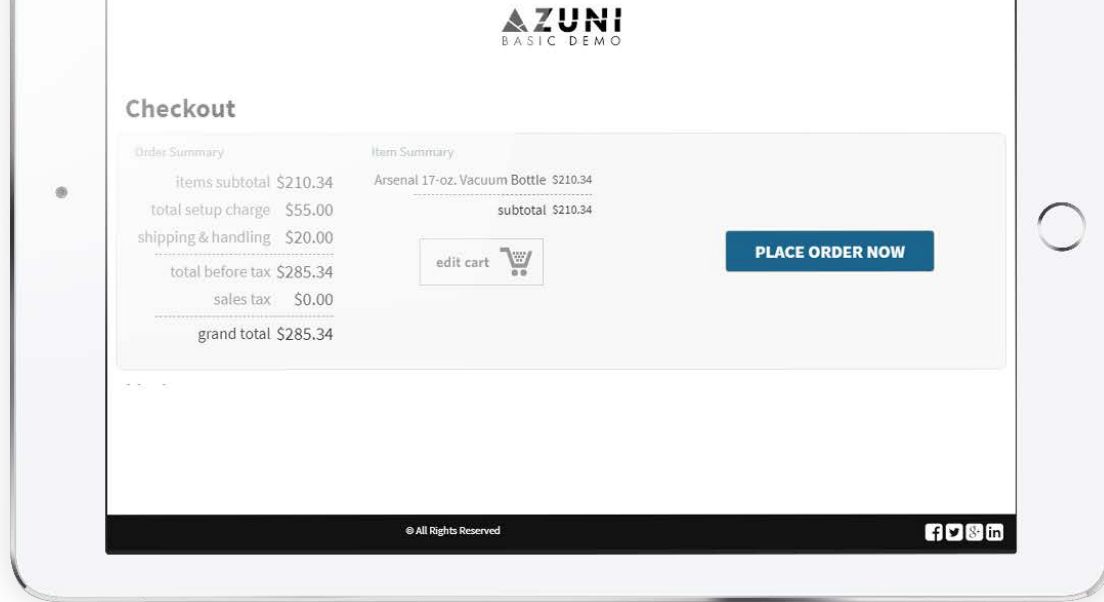 AZUNI
BASIC DEMO
Checkout
Order Summary
items subtotal $210.34
total setup charge $55.00
shipping & handling $20.00
total before tax $285.34
sales tax $0.00
grand total $285.34
Item Summary
Arsenal 17-oz. Vacuum Bottle $210.34
subtotal $210.34
edit cart
PLACE ORDER NOW
© All Rights Reserved